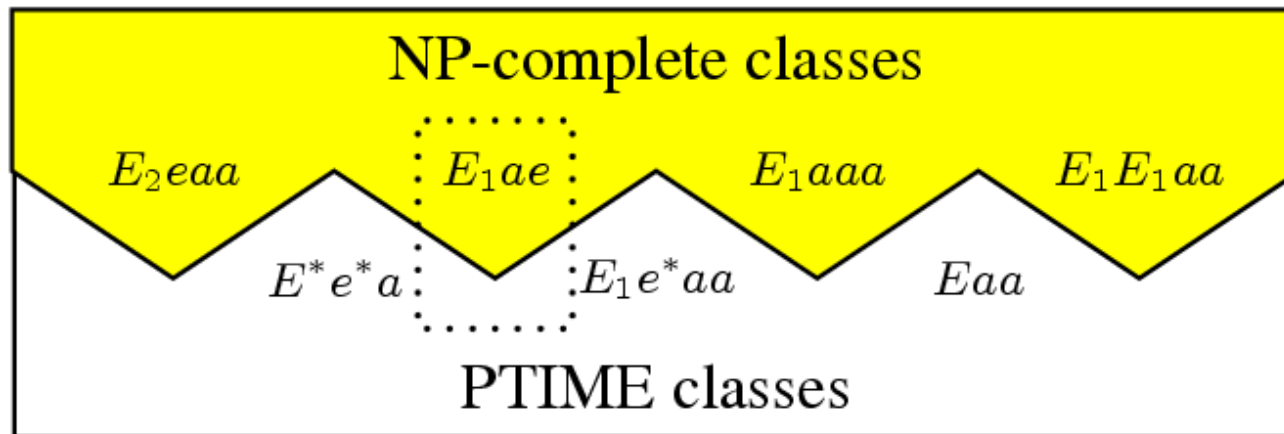 NP-complete classes
E₂eaa E₁ae E₁aaa E₁E₁aa
E*e*a E₁e*aa Eaa
PTIME classes